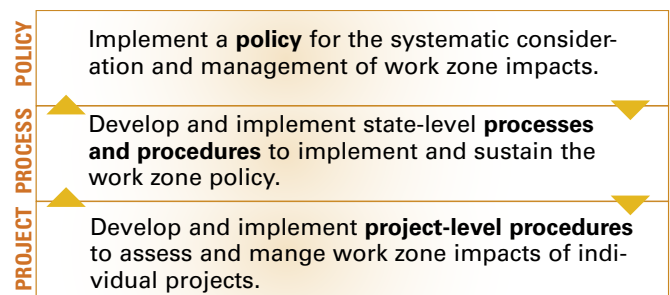 POLICY
Implement a policy for the systematic consider-
ation and management of work zone impacts.
PROCESS
Develop and implement state-level processes
and procedures to implement and sustain the
work zone policy.
PROJECT
Develop and implement project-level procedures
to assess and mange work zone impacts of indi-
vidual projects.